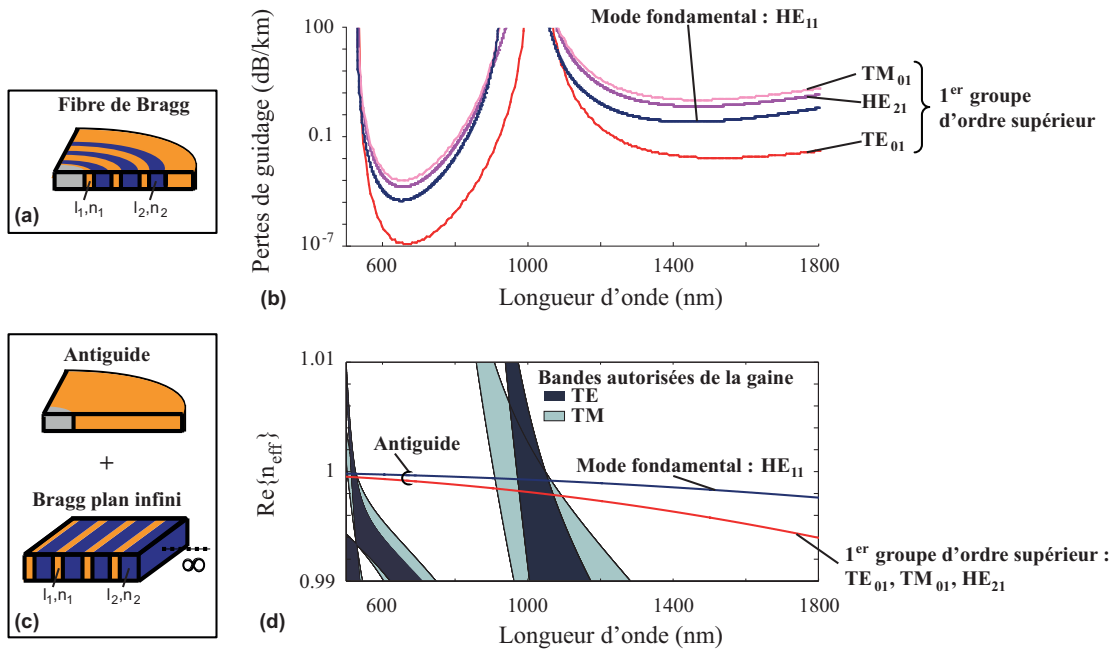 Fibre de Bragg
l₁,n₁
l₂,n₂
(a)
Pertes de guidage (dB/km)
100
0.1
10⁻⁷
600
1000
1400
1800
Longueur d'onde (nm)
(b)
Mode fondamental : HE₁₁
TM₀₁
HE₂₁
TE₀₁
1ᵉʳ groupe
d'ordre supérieur
Antiguide
+
Bragg plan infini
∞
l₁,n₁
l₂,n₂
(c)
Re{n_eff}
1.01
1
0.99
600
1000
1400
1800
Longueur d'onde (nm)
(d)
Bandes autorisées de la gaine
TE
TM
Antiguide
Mode fondamental : HE₁₁
1ᵉʳ groupe d'ordre supérieur :
TE₀₁, TM₀₁, HE₂₁